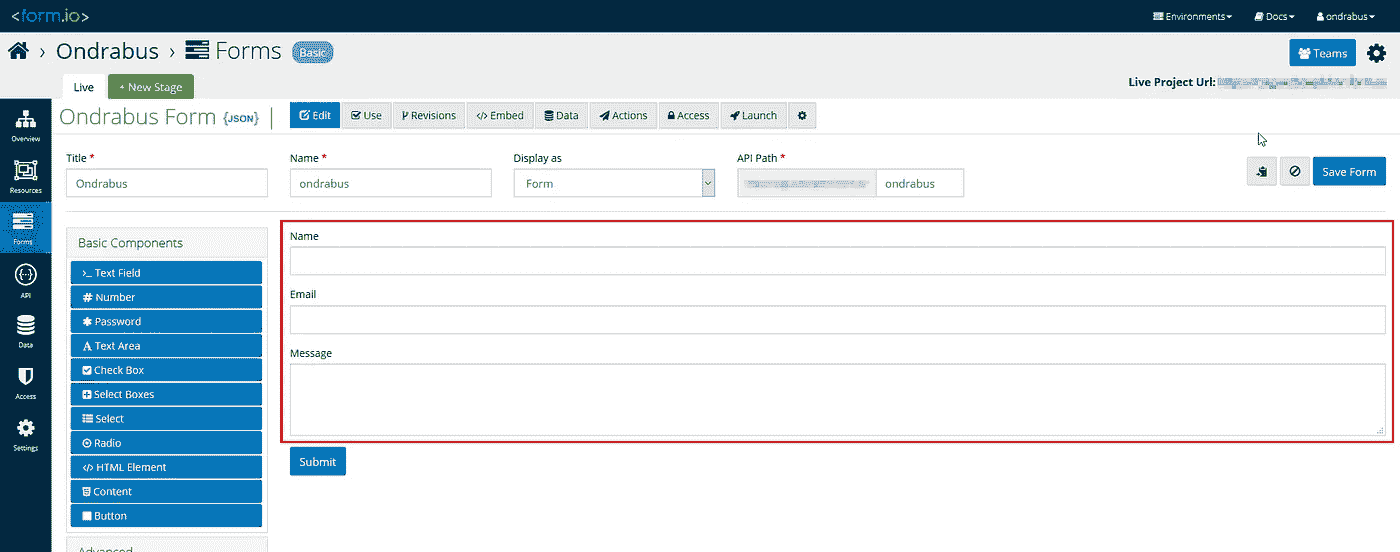 <form.io>
Environments Docs ondrabus
> Ondrabus > Forms Basic
Teams
Live + New Stage
Live Project Url:
Ondrabus Form {JSON}
Edit Use Revisions </> Embed Data Actions Access Launch
Title * Name * Display as API Path *
Ondrabus ondrabus Form ondrabus
Save Form
Overview
Resources
Forms
API
Data
Access
Settings
Basic Components
>_ Text Field
# Number
✱ Password
A Text Area
Check Box
Select Boxes
Select
Radio
</> HTML Element
Content
Button
Advanced
Name
Email
Message
Submit